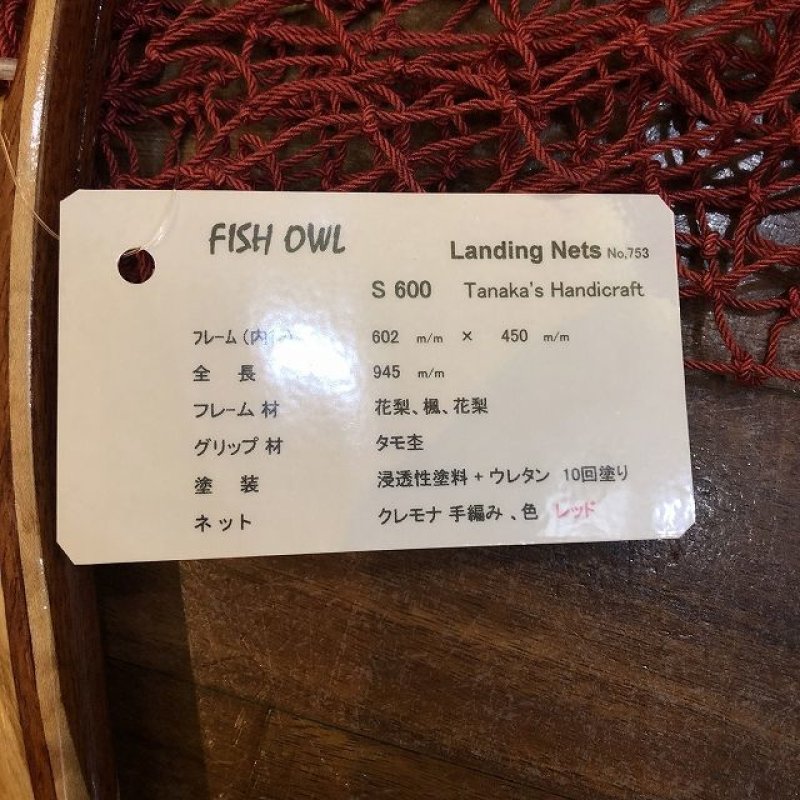 FISH OWL
Landing Nets No,753
S 600 Tanaka's Handicraft
フレーム 602 m/m × 450 m/m
全 長 945 m/m
フレーム 材 花梨、楓、花梨
グリップ 材 タモ杢
塗 装 浸透性塗料 + ウレタン 10回塗り
ネット クレモナ 手編み 、色 レッド